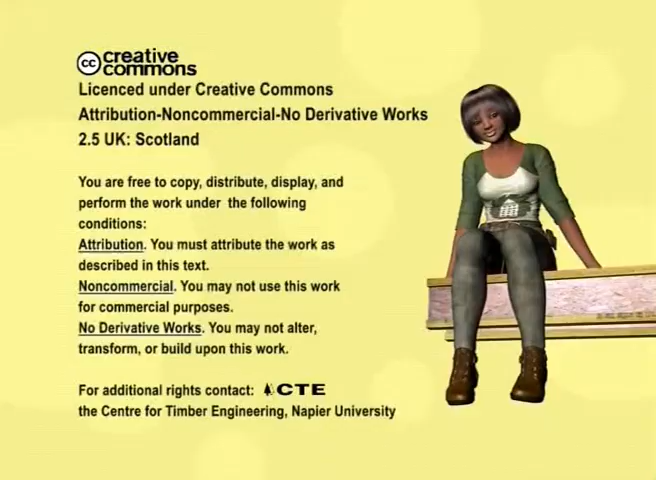 cc creative
commons
Licenced under Creative Commons
Attribution-Noncommercial-No Derivative Works
2.5 UK: Scotland
You are free to copy, distribute, display, and
perform the work under the following
conditions:
Attribution. You must attribute the work as
described in this text.
Noncommercial. You may not use this work
for commercial purposes.
No Derivative Works. You may not alter,
transform, or build upon this work.
For additional rights contact: CTE
the Centre for Timber Engineering, Napier University